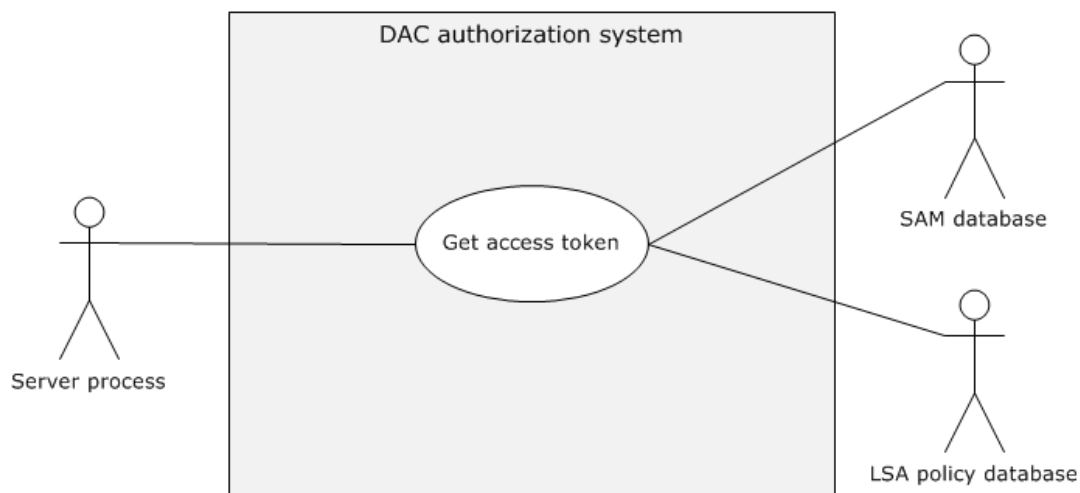 DAC authorization system
SAM database
Get access token
Server process
LSA policy database